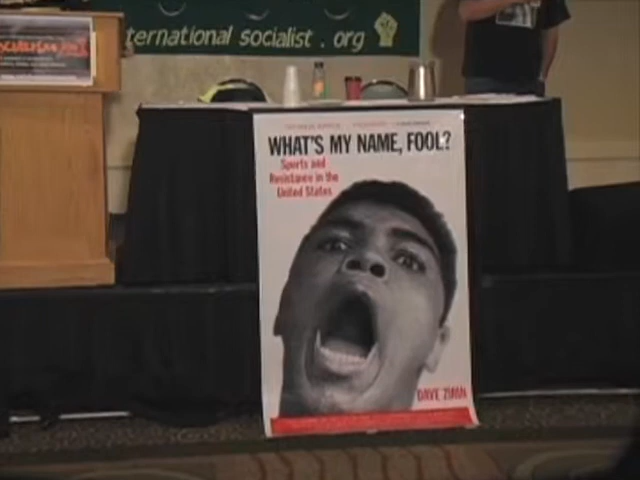 ternational socialist . org
WHAT'S MY NAME, FOOL?
Sports and
Resistance in the
United States
DAVE ZIRIN